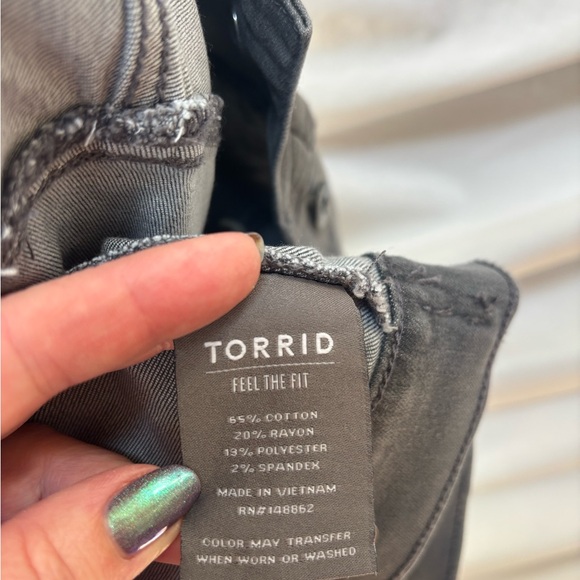 TORRID
FEEL THE FIT
65% COTTON
20% RAYON
13% POLYESTER
2% SPANDEX
MADE IN VIETNAM
RN#148862
COLOR MAY TRANSFER
WHEN WORN OR WASHED